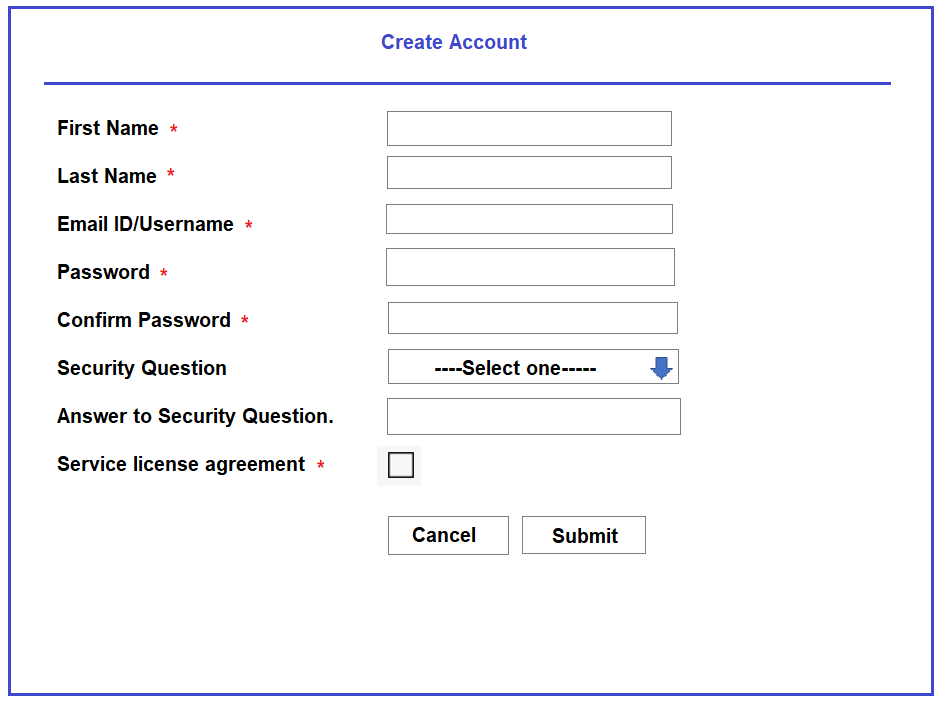 Create Account
First Name *
Last Name *
Email ID/Username *
Password *
Confirm Password *
Security Question ----Select one-----
Answer to Security Question.
Service license agreement *
Cancel Submit